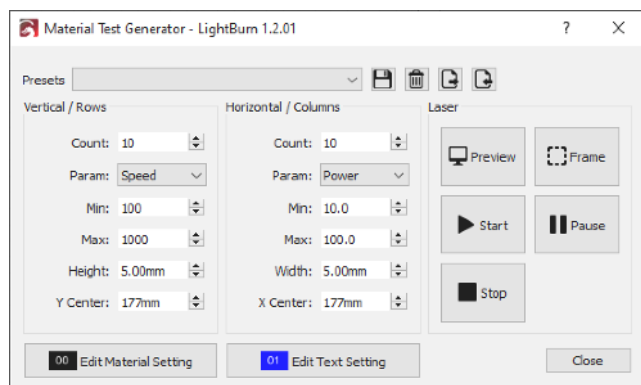 Material Test Generator - LightBurn 1.2.01 ?
Presets
Vertical / Rows Horizontal / Columns Laser
Count: 10 Count: 10 Preview Frame
Param: Speed Param: Power
Min: 100 Min: 10.0 Start Pause
Max: 1000 Max: 100.0
Height: 5.00mm Width: 5.00mm Stop
Y Center: 177mm X Center: 177mm
00 Edit Material Setting 01 Edit Text Setting Close